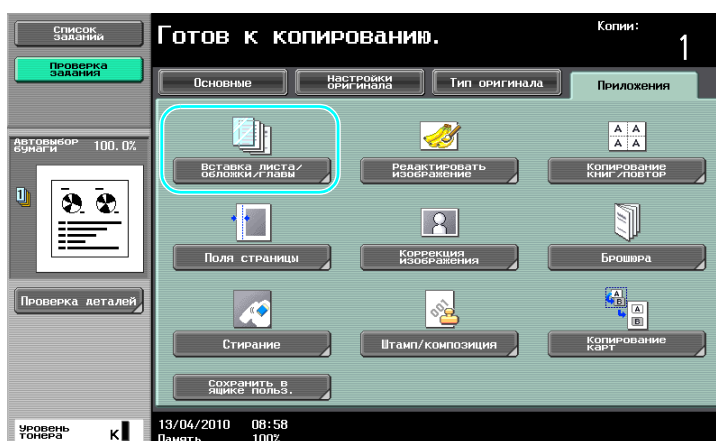 Список
заданий
Готов к копированию.
Копии:
1
Проверка
задания
Основные
Настройки
оригинала
Тип оригинала
Приложения
Автовыбор
бумаги
100.0%
1
Вставка листа/
обложки/главы
Редактировать
изображение
Копирование
книг/повтор
A A
A A
Поля страницы
Коррекция
изображения
Брошюра
Проверка деталей
Стирание
001
Штамп/композиция
A
B
A
B
Копирование
карт
Сохранить в
ящике польз.
Уровень
тонера
K
13/04/2010 08:58
Память 100%